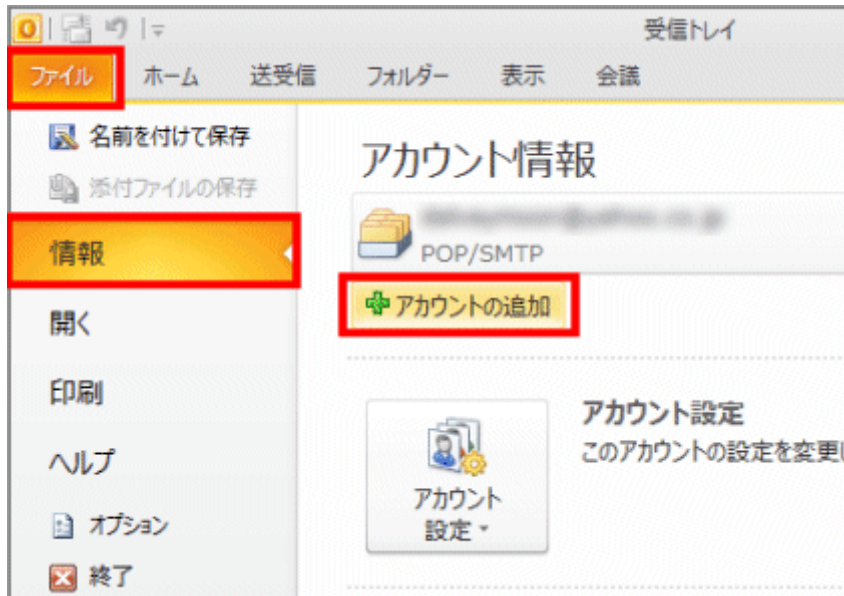 受信トレイ
ファイル ホーム 送受信 フォルダー 表示 会議
名前を付けて保存
添付ファイルの保存
情報
開く
印刷
ヘルプ
オプション
終了
アカウント情報
POP/SMTP
アカウントの追加
アカウント
設定
アカウント設定
このアカウントの設定を変更